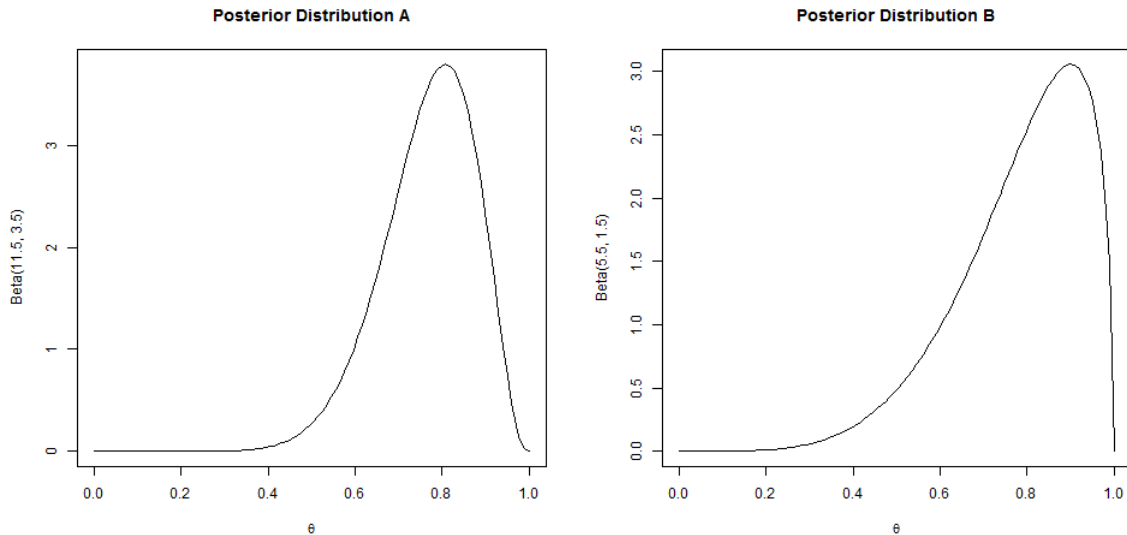 Posterior Distribution A
Beta(11.5, 3.5)
3
2
1
0
0.0 0.2 0.4 0.6 0.8 1.0
θ
Posterior Distribution B
Beta(5.5, 1.5)
3.0
2.5
2.0
1.5
1.0
0.5
0.0
0.0 0.2 0.4 0.6 0.8 1.0
θ